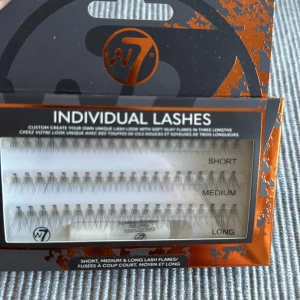 W7
INDIVIDUAL LASHES
CUSTOM CREATE YOUR OWN UNIQUE LASH LOOK WITH SOFT SILKY FLARES IN THREE LENGTHS
CRÉEZ VOTRE LOOK UNIQUE AVEC DES TOUFFES DE CILS DOUCES ET SOYEUSES DE TROIS LONGUEURS
SHORT
MEDIUM
LONG
W7
SHORT, MEDIUM & LONG LASH FLARES/
FUSÉES À COUP COURT, MOYEN ET LONG